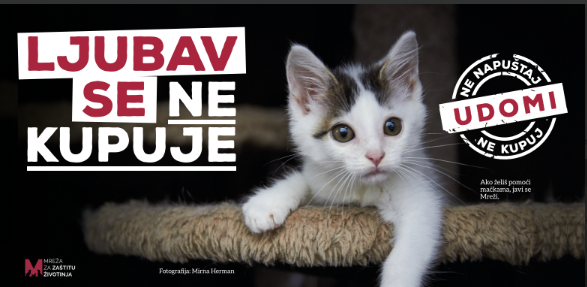 LJUBAV
SE NE
KUPUJE
NE NAPUŠTAJ
UDOMI
NE KUPUJ
Ako želiš pomoći
mačkama, javi se
Mreži.
MREŽA
ZA ZAŠTITU
ŽIVOTINJA
Fotografija: Mirna Herman